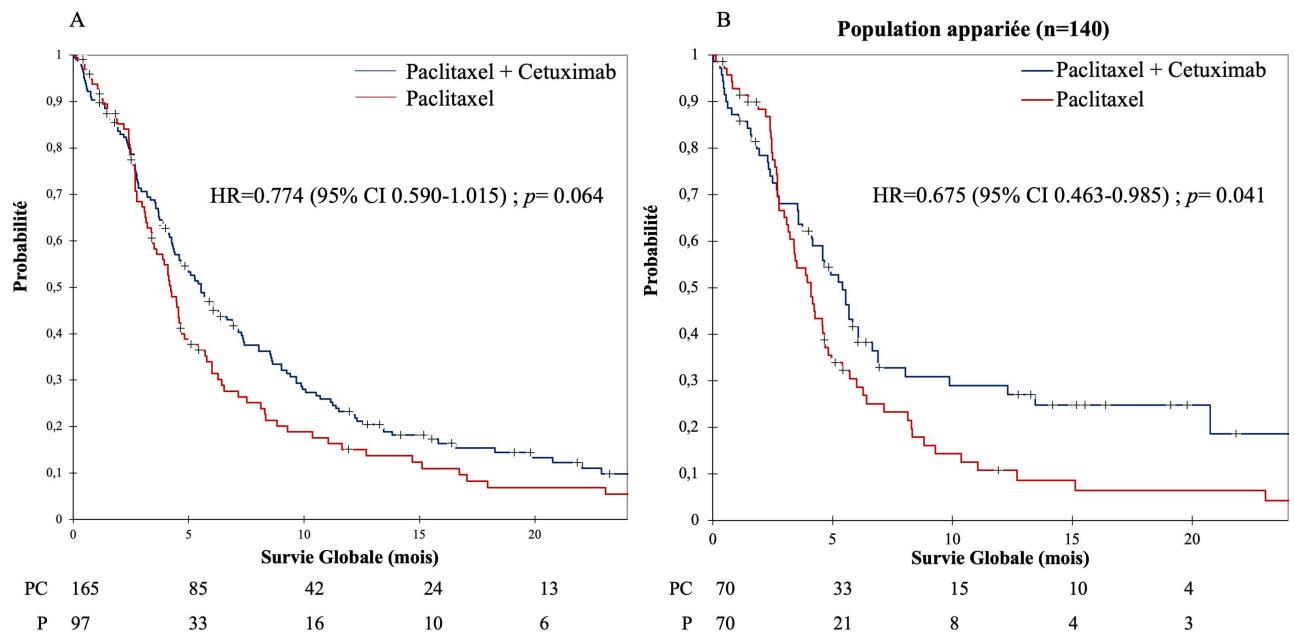 A
1
0,9
0,8
0,7
0,6
0,5
0,4
0,3
0,2
0,1
0
Probabilité
Paclitaxel + Cetuximab
Paclitaxel
HR=0.774 (95% CI 0.590-1.015) ; p= 0.064
0 5 10 15 20
Survie Globale (mois)
PC 165 85 42 24 13
P 97 33 16 10 6
B
Population appariée (n=140)
1
0,9
0,8
0,7
0,6
0,5
0,4
0,3
0,2
0,1
0
Probabilité
Paclitaxel + Cetuximab
Paclitaxel
HR=0.675 (95% CI 0.463-0.985) ; p= 0.041
0 5 10 15 20
Survie Globale (mois)
PC 70 33 15 10 4
P 70 21 8 4 3